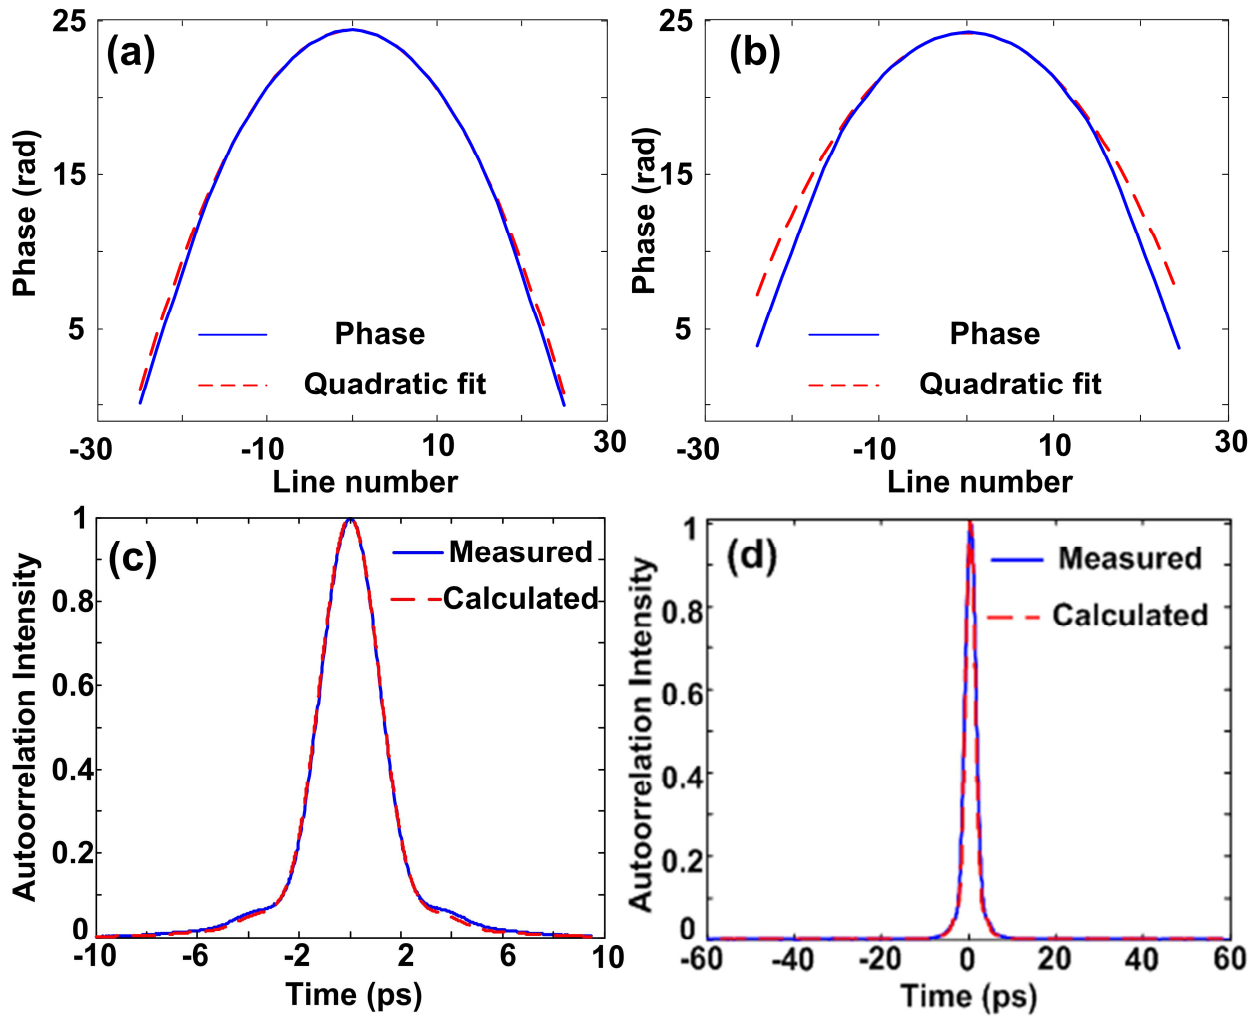 (a)
25
15
5
Phase (rad)
Phase
Quadratic fit
-30
-10
10
30
Line number
(b)
25
15
5
Phase (rad)
Phase
Quadratic fit
-30
-10
10
30
Line number
(c)
1
0.8
0.6
0.4
0.2
0
Autoorrelation Intensity
Measured
Calculated
-10
-6
-2
2
6
10
Time (ps)
(d)
1
0.8
0.6
0.4
0.2
0
Autoorrelation Intensity
Measured
Calculated
-60
-40
-20
0
20
40
60
Time (ps)